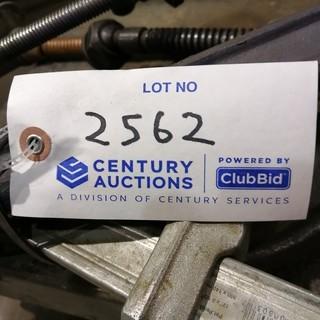 LOT NO
2562
CENTURY AUCTIONS
POWERED BY
ClubBid
A DIVISION OF CENTURY SERVICES